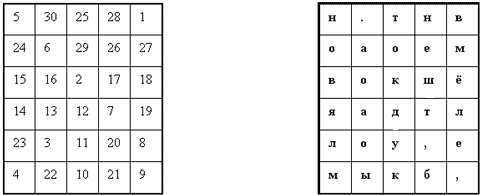 5 30 25 28 1
24 6 29 26 27
15 16 2 17 18
14 13 12 7 19
23 3 11 20 8
4 22 10 21 9
н . т н в
о а о е м
в о к ш ё
я а д т л
л о у , е
м ы к б ,